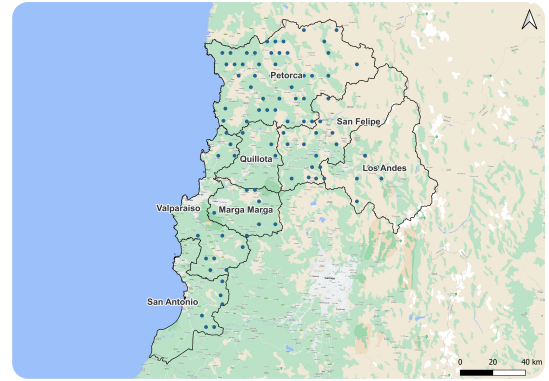 Petorca
San Felipe
Quillota
Los Andes
Valparaíso
Marga Marga
San Antonio
0 20 40 km